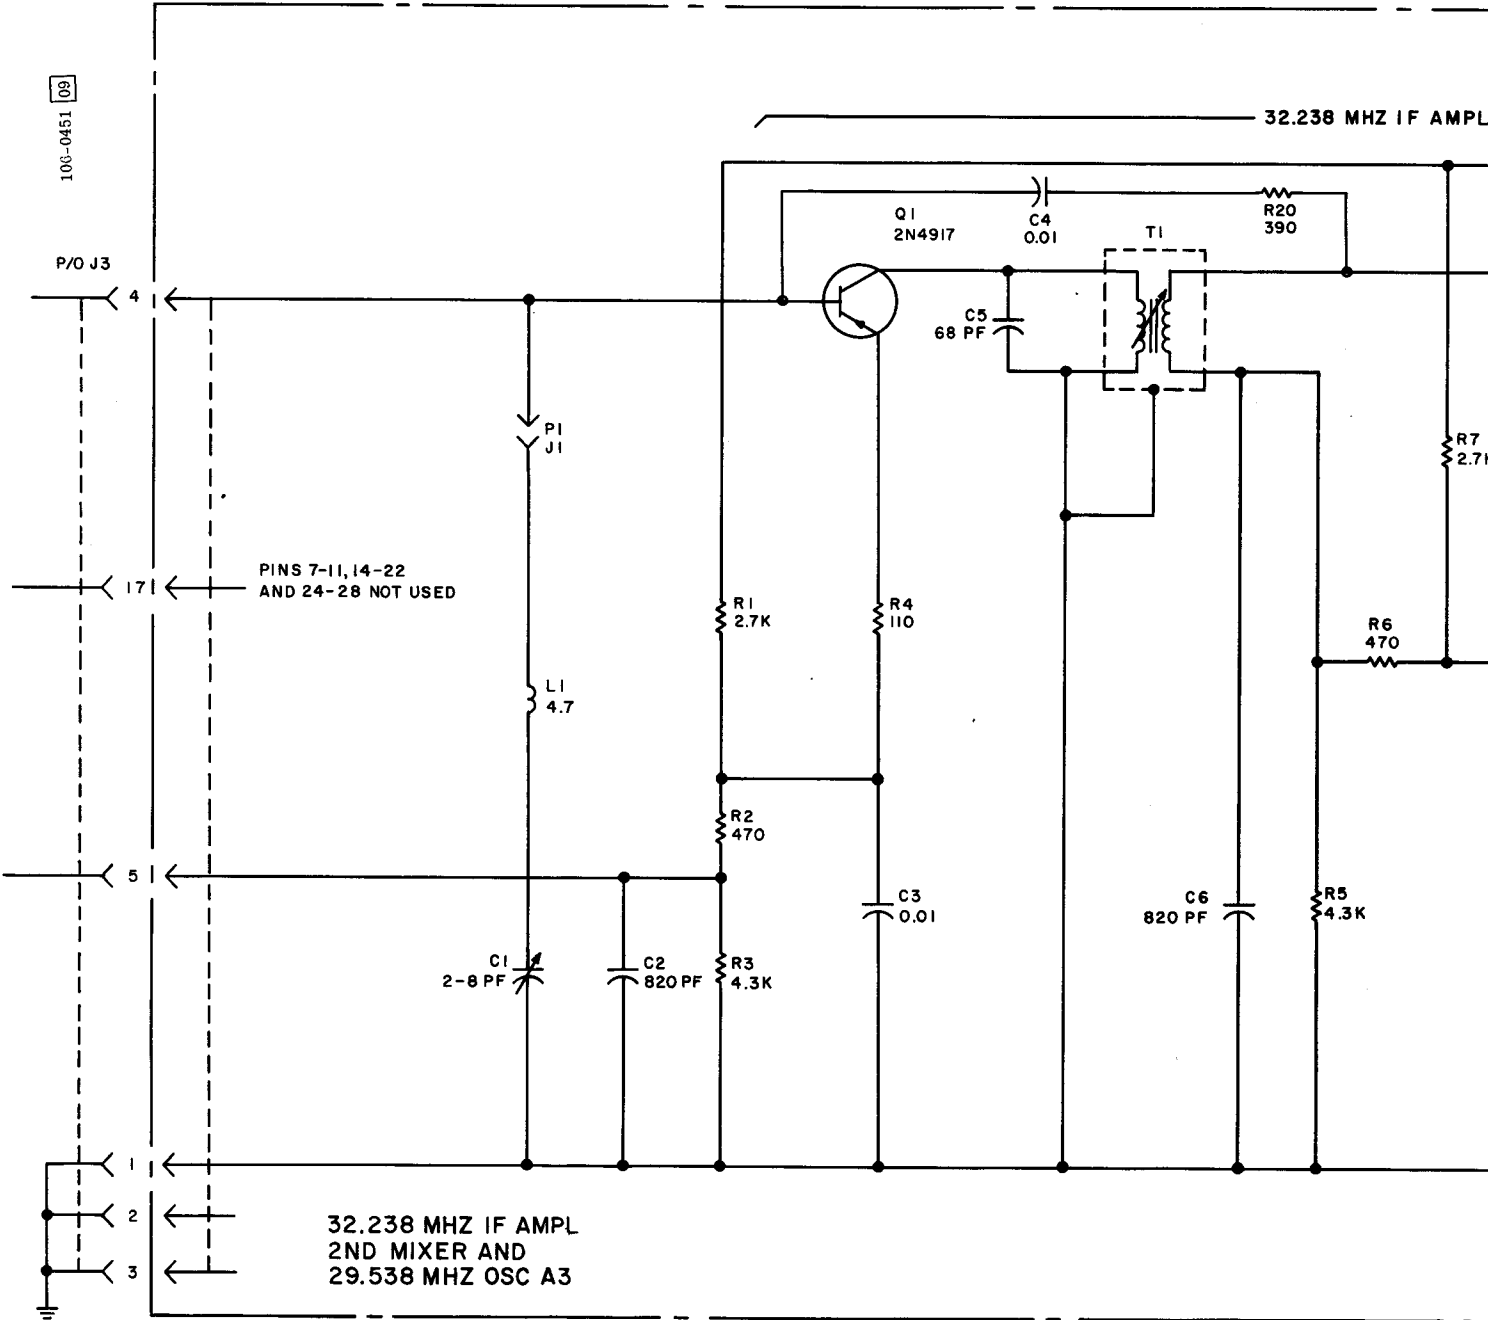 106-0451 09
32.238 MHZ IF AMPL
Q1
2N4917
C4
0.01
R20
390
T1
P/O J3
4
C5
68 PF
P1
J1
R7
2.7K
17
PINS 7-11, 14-22
AND 24-28 NOT USED
R1
2.7K
R4
110
R6
470
L1
4.7
R2
470
5
C3
0.01
C6
820 PF
R5
4.3K
C1
2-8 PF
C2
820 PF
R3
4.3K
1
2
3
32.238 MHZ IF AMPL
2ND MIXER AND
29.538 MHZ OSC A3